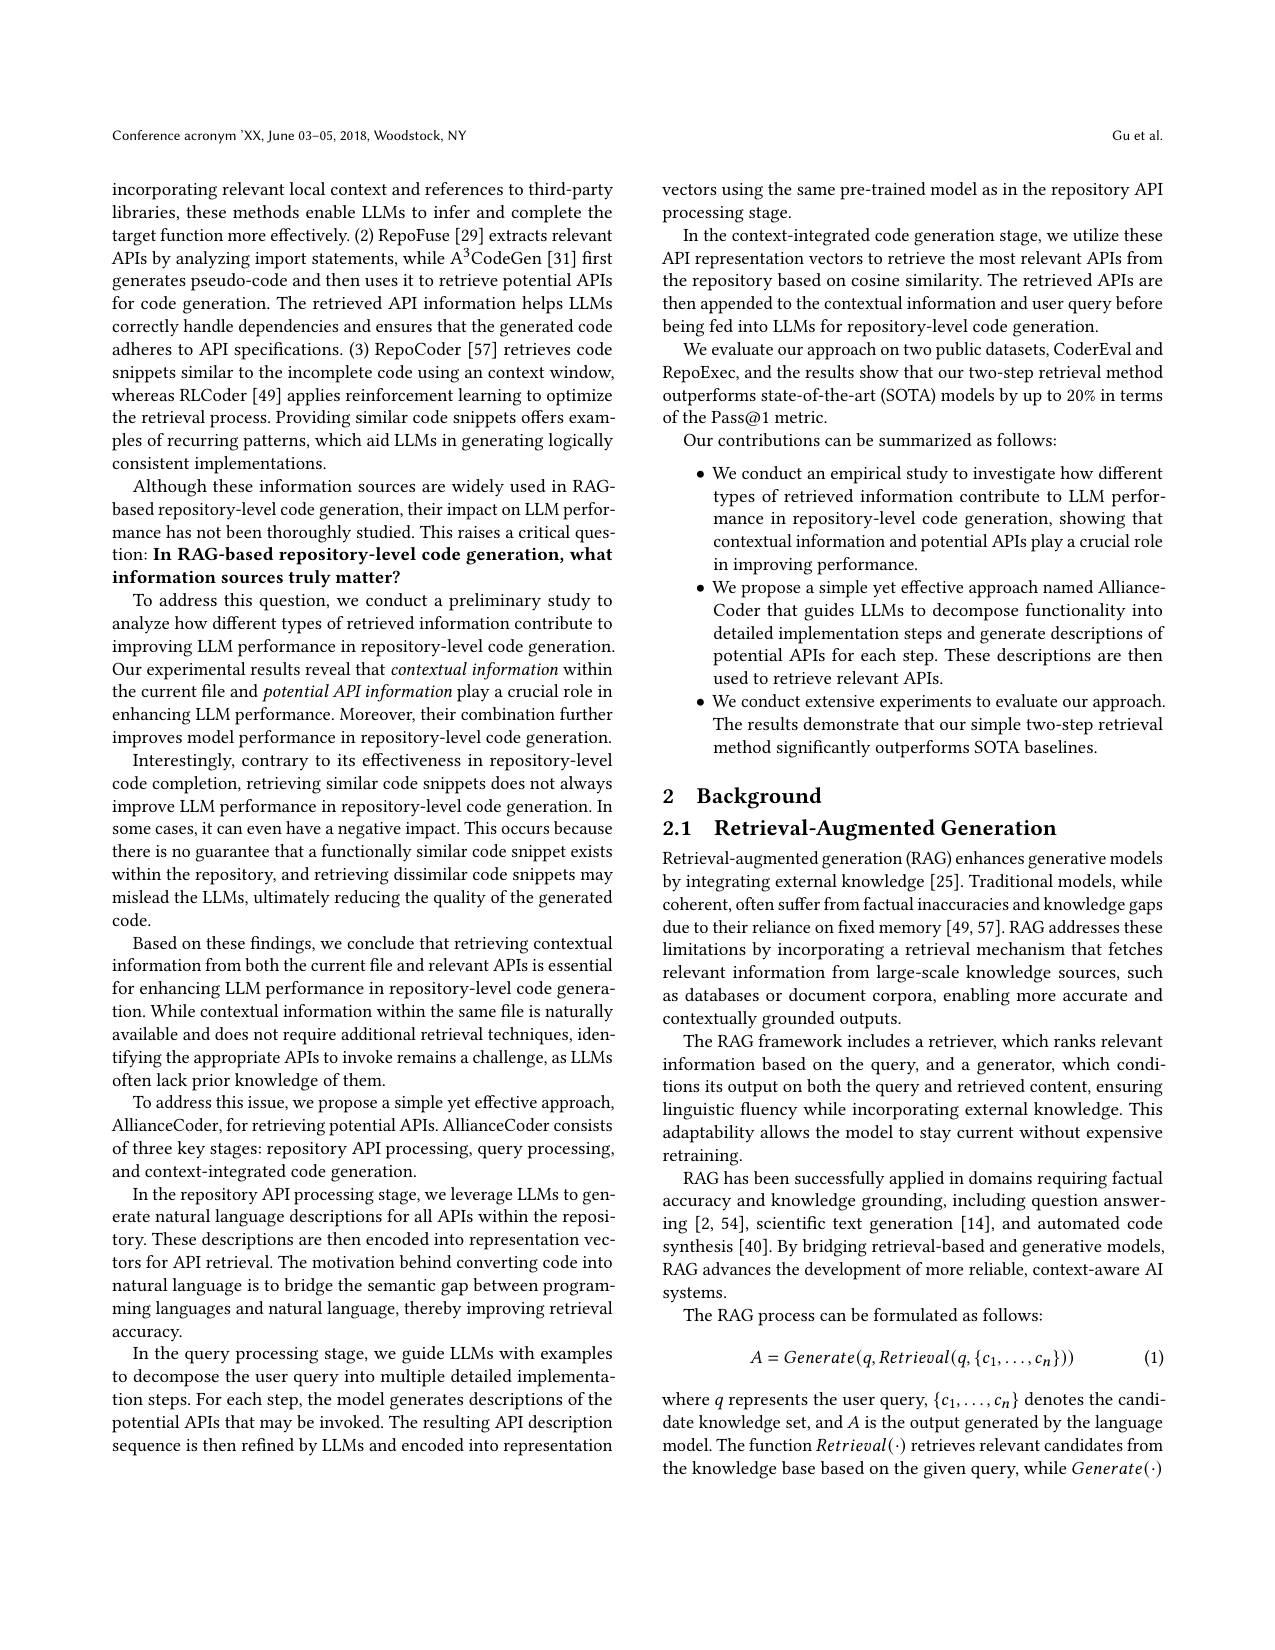 Conference acronym ’XX, June 03–05, 2018, Woodstock, NY
Gu et al.
incorporating relevant local context and references to third-party
libraries, these methods enable LLMs to infer and complete the
target function more effectively. (2) RepoFuse [29] extracts relevant
APIs by analyzing import statements, while A³CodeGen [31] first
generates pseudo-code and then uses it to retrieve potential APIs
for code generation. The retrieved API information helps LLMs
correctly handle dependencies and ensures that the generated code
adheres to API specifications. (3) RepoCoder [57] retrieves code
snippets similar to the incomplete code using an context window,
whereas RLCoder [49] applies reinforcement learning to optimize
the retrieval process. Providing similar code snippets offers exam-
ples of recurring patterns, which aid LLMs in generating logically
consistent implementations.
Although these information sources are widely used in RAG-
based repository-level code generation, their impact on LLM perfor-
mance has not been thoroughly studied. This raises a critical ques-
tion: In RAG-based repository-level code generation, what
information sources truly matter?
To address this question, we conduct a preliminary study to
analyze how different types of retrieved information contribute to
improving LLM performance in repository-level code generation.
Our experimental results reveal that contextual information within
the current file and potential API information play a crucial role in
enhancing LLM performance. Moreover, their combination further
improves model performance in repository-level code generation.
Interestingly, contrary to its effectiveness in repository-level
code completion, retrieving similar code snippets does not always
improve LLM performance in repository-level code generation. In
some cases, it can even have a negative impact. This occurs because
there is no guarantee that a functionally similar code snippet exists
within the repository, and retrieving dissimilar code snippets may
mislead the LLMs, ultimately reducing the quality of the generated
code.
Based on these findings, we conclude that retrieving contextual
information from both the current file and relevant APIs is essential
for enhancing LLM performance in repository-level code genera-
tion. While contextual information within the same file is naturally
available and does not require additional retrieval techniques, iden-
tifying the appropriate APIs to invoke remains a challenge, as LLMs
often lack prior knowledge of them.
To address this issue, we propose a simple yet effective approach,
AllianceCoder, for retrieving potential APIs. AllianceCoder consists
of three key stages: repository API processing, query processing,
and context-integrated code generation.
In the repository API processing stage, we leverage LLMs to gen-
erate natural language descriptions for all APIs within the reposi-
tory. These descriptions are then encoded into representation vec-
tors for API retrieval. The motivation behind converting code into
natural language is to bridge the semantic gap between program-
ming languages and natural language, thereby improving retrieval
accuracy.
In the query processing stage, we guide LLMs with examples
to decompose the user query into multiple detailed implementa-
tion steps. For each step, the model generates descriptions of the
potential APIs that may be invoked. The resulting API description
sequence is then refined by LLMs and encoded into representation
vectors using the same pre-trained model as in the repository API
processing stage.
In the context-integrated code generation stage, we utilize these
API representation vectors to retrieve the most relevant APIs from
the repository based on cosine similarity. The retrieved APIs are
then appended to the contextual information and user query before
being fed into LLMs for repository-level code generation.
We evaluate our approach on two public datasets, CoderEval and
RepoExec, and the results show that our two-step retrieval method
outperforms state-of-the-art (SOTA) models by up to 20% in terms
of the Pass@1 metric.
Our contributions can be summarized as follows:
• We conduct an empirical study to investigate how different
types of retrieved information contribute to LLM perfor-
mance in repository-level code generation, showing that
contextual information and potential APIs play a crucial role
in improving performance.
• We propose a simple yet effective approach named Alliance-
Coder that guides LLMs to decompose functionality into
detailed implementation steps and generate descriptions of
potential APIs for each step. These descriptions are then
used to retrieve relevant APIs.
• We conduct extensive experiments to evaluate our approach.
The results demonstrate that our simple two-step retrieval
method significantly outperforms SOTA baselines.
2 Background
2.1 Retrieval-Augmented Generation
Retrieval-augmented generation (RAG) enhances generative models
by integrating external knowledge [25]. Traditional models, while
coherent, often suffer from factual inaccuracies and knowledge gaps
due to their reliance on fixed memory [49, 57]. RAG addresses these
limitations by incorporating a retrieval mechanism that fetches
relevant information from large-scale knowledge sources, such
as databases or document corpora, enabling more accurate and
contextually grounded outputs.
The RAG framework includes a retriever, which ranks relevant
information based on the query, and a generator, which condi-
tions its output on both the query and retrieved content, ensuring
linguistic fluency while incorporating external knowledge. This
adaptability allows the model to stay current without expensive
retraining.
RAG has been successfully applied in domains requiring factual
accuracy and knowledge grounding, including question answer-
ing [2, 54], scientific text generation [14], and automated code
synthesis [40]. By bridging retrieval-based and generative models,
RAG advances the development of more reliable, context-aware AI
systems.
The RAG process can be formulated as follows:
A = Generate(q, Retrieval(q, {c₁, . . . , cₙ})) (1)
where q represents the user query, {c₁, . . . , cₙ} denotes the candi-
date knowledge set, and A is the output generated by the language
model. The function Retrieval(·) retrieves relevant candidates from
the knowledge base based on the given query, while Generate(·)